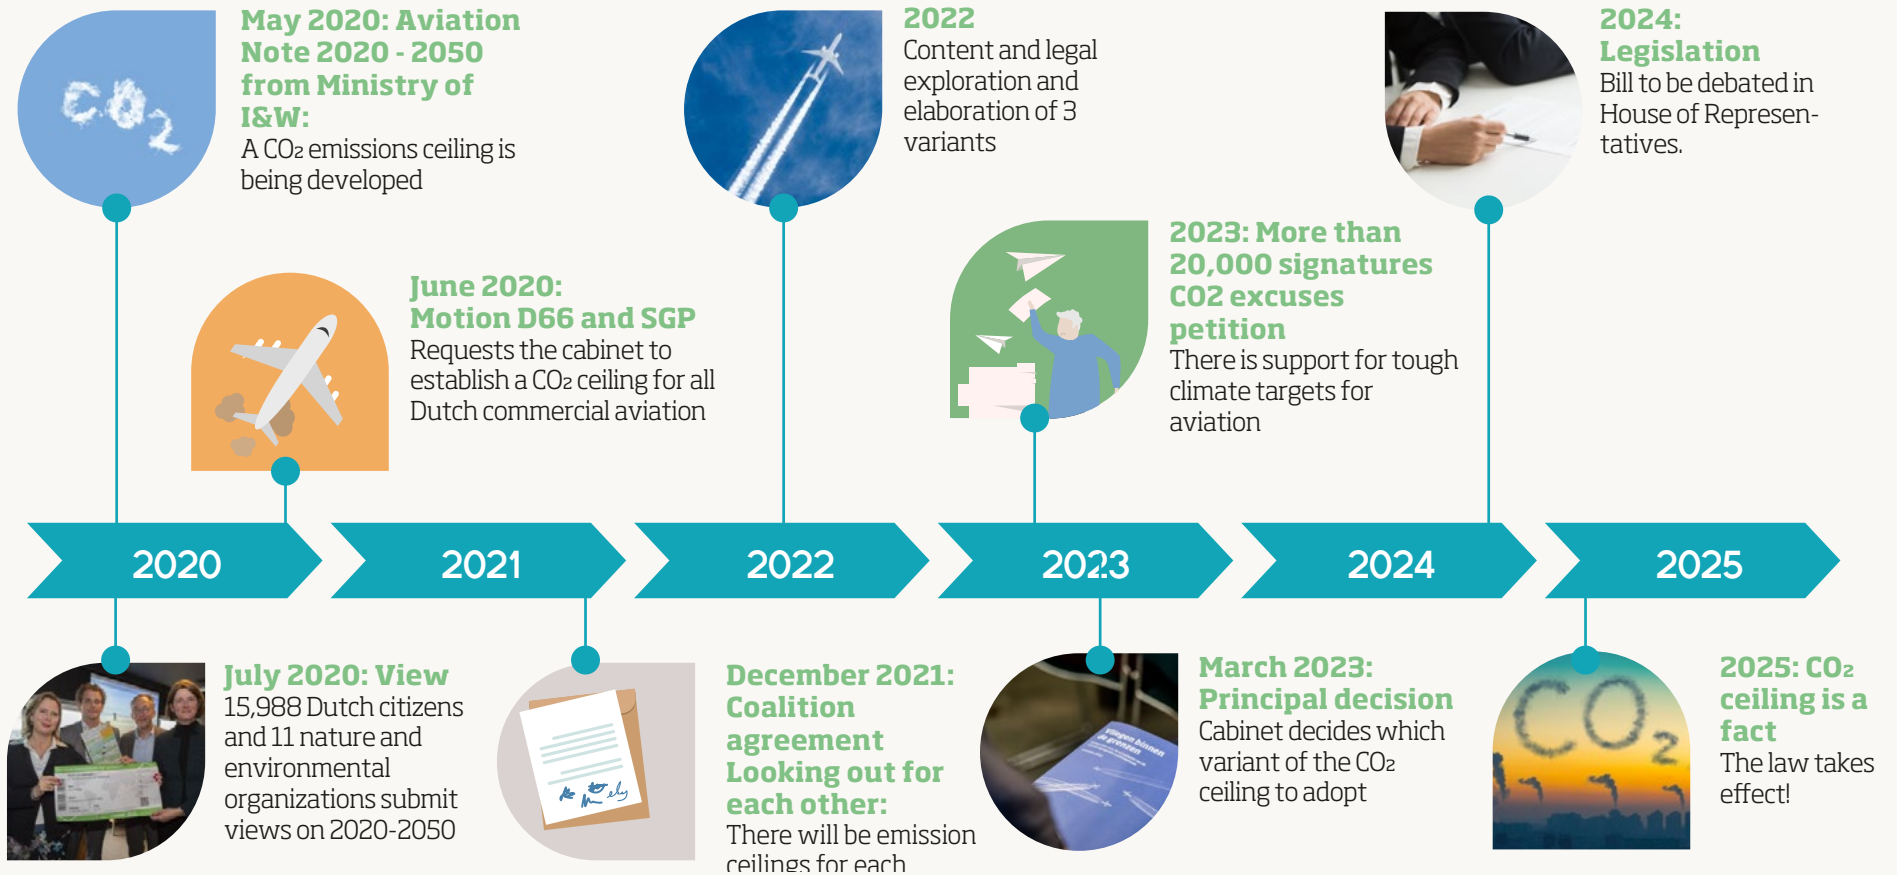 May 2020: Aviation
Note 2020 - 2050
from Ministry of
I&W:
A CO₂ emissions ceiling is
being developed
June 2020:
Motion D66 and SGP
Requests the cabinet to
establish a CO₂ ceiling for all
Dutch commercial aviation
2022
Content and legal
exploration and
elaboration of 3
variants
2023: More than
20,000 signatures
CO2 excuses
petition
There is support for tough
climate targets for
aviation
2024:
Legislation
Bill to be debated in
House of Represen-
tatives.
CO2
2020
2021
2022
2023
2024
2025
July 2020: View
15,988 Dutch citizens
and 11 nature and
environmental
organizations submit
views on 2020-2050
December 2021:
Coalition
agreement
Looking out for
each other:
There will be emission
ceilings for each
vliegen binnen
de grenzen
March 2023:
Principal decision
Cabinet decides which
variant of the CO₂
ceiling to adopt
CO2
2025: CO₂
ceiling is a
fact
The law takes
effect!